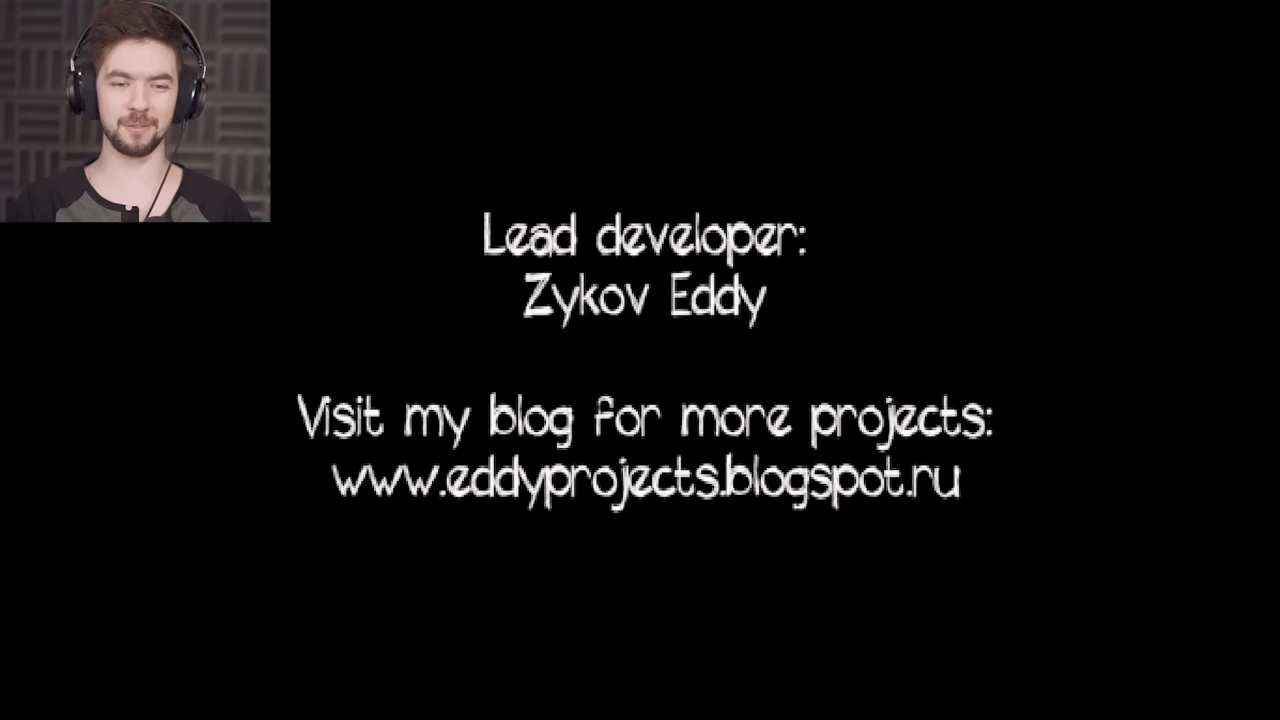 Lead developer:
Zykov Eddy
Visit my blog for more projects:
www.eddyprojects.blogspot.ru